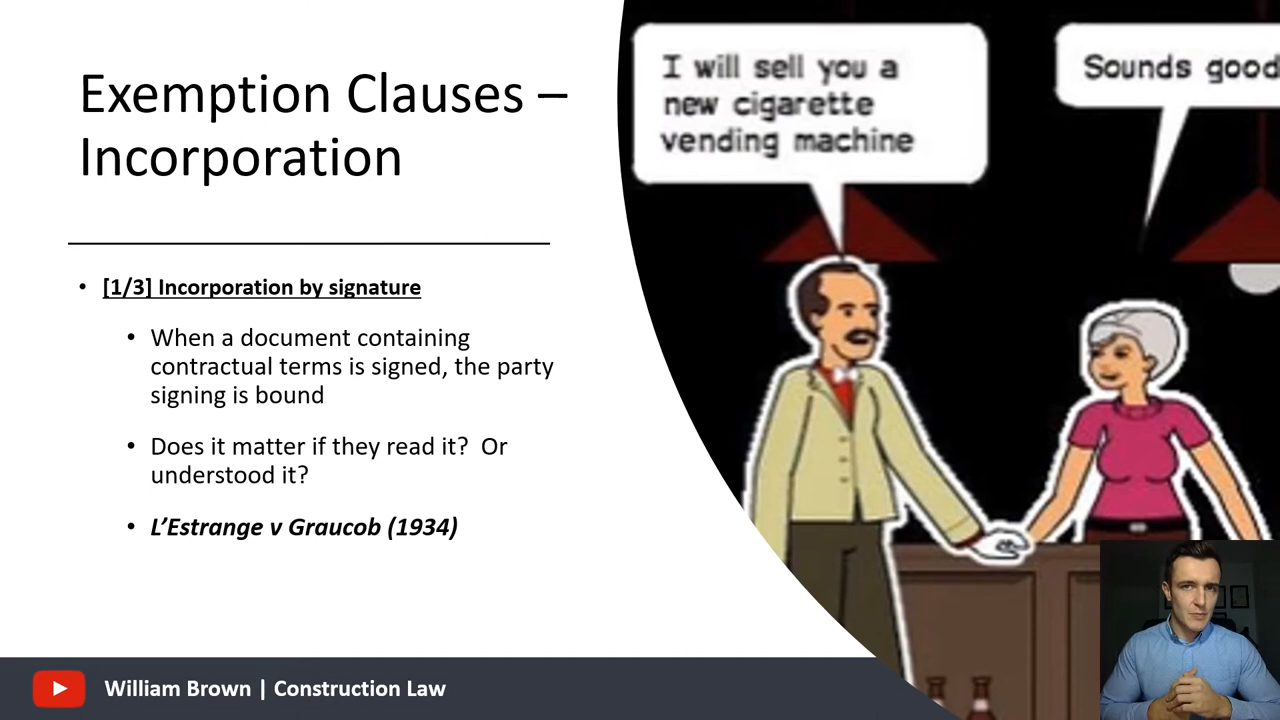 Exemption Clauses –
Incorporation
• [1/3] Incorporation by signature
• When a document containing
contractual terms is signed, the party
signing is bound
• Does it matter if they read it?  Or
understood it?
• L’Estrange v Graucob (1934)
I will sell you a
new cigarette
vending machine
Sounds good
William Brown | Construction Law